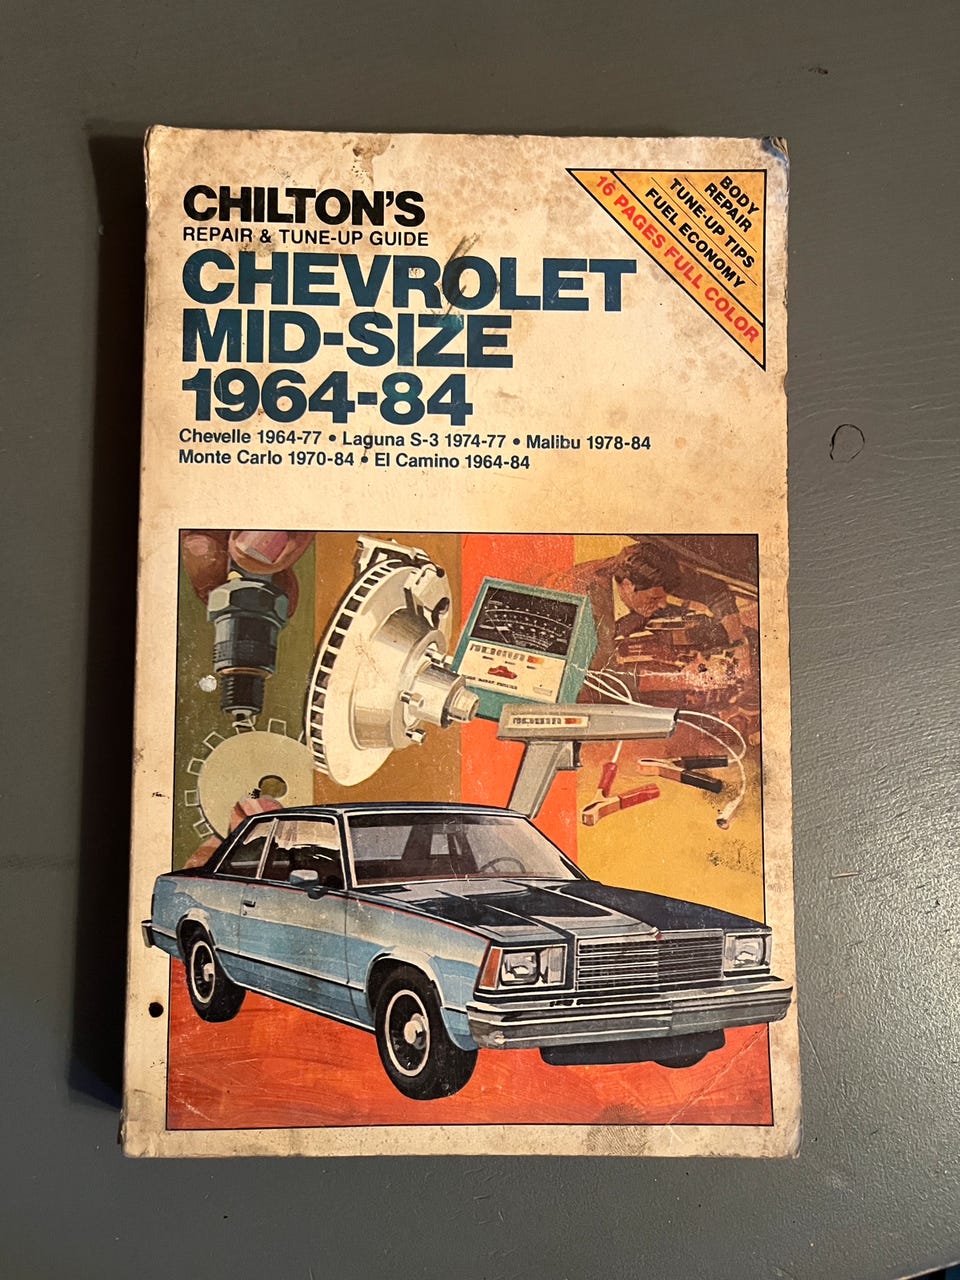 CHILTON'S
REPAIR & TUNE-UP GUIDE
CHEVROLET
MID-SIZE
1964-84
Chevelle 1964-77 • Laguna S-3 1974-77 • Malibu 1978-84
Monte Carlo 1970-84 • El Camino 1964-84
BODY
REPAIR
TUNE-UP TIPS
FUEL ECONOMY
16 PAGES FULL COLOR